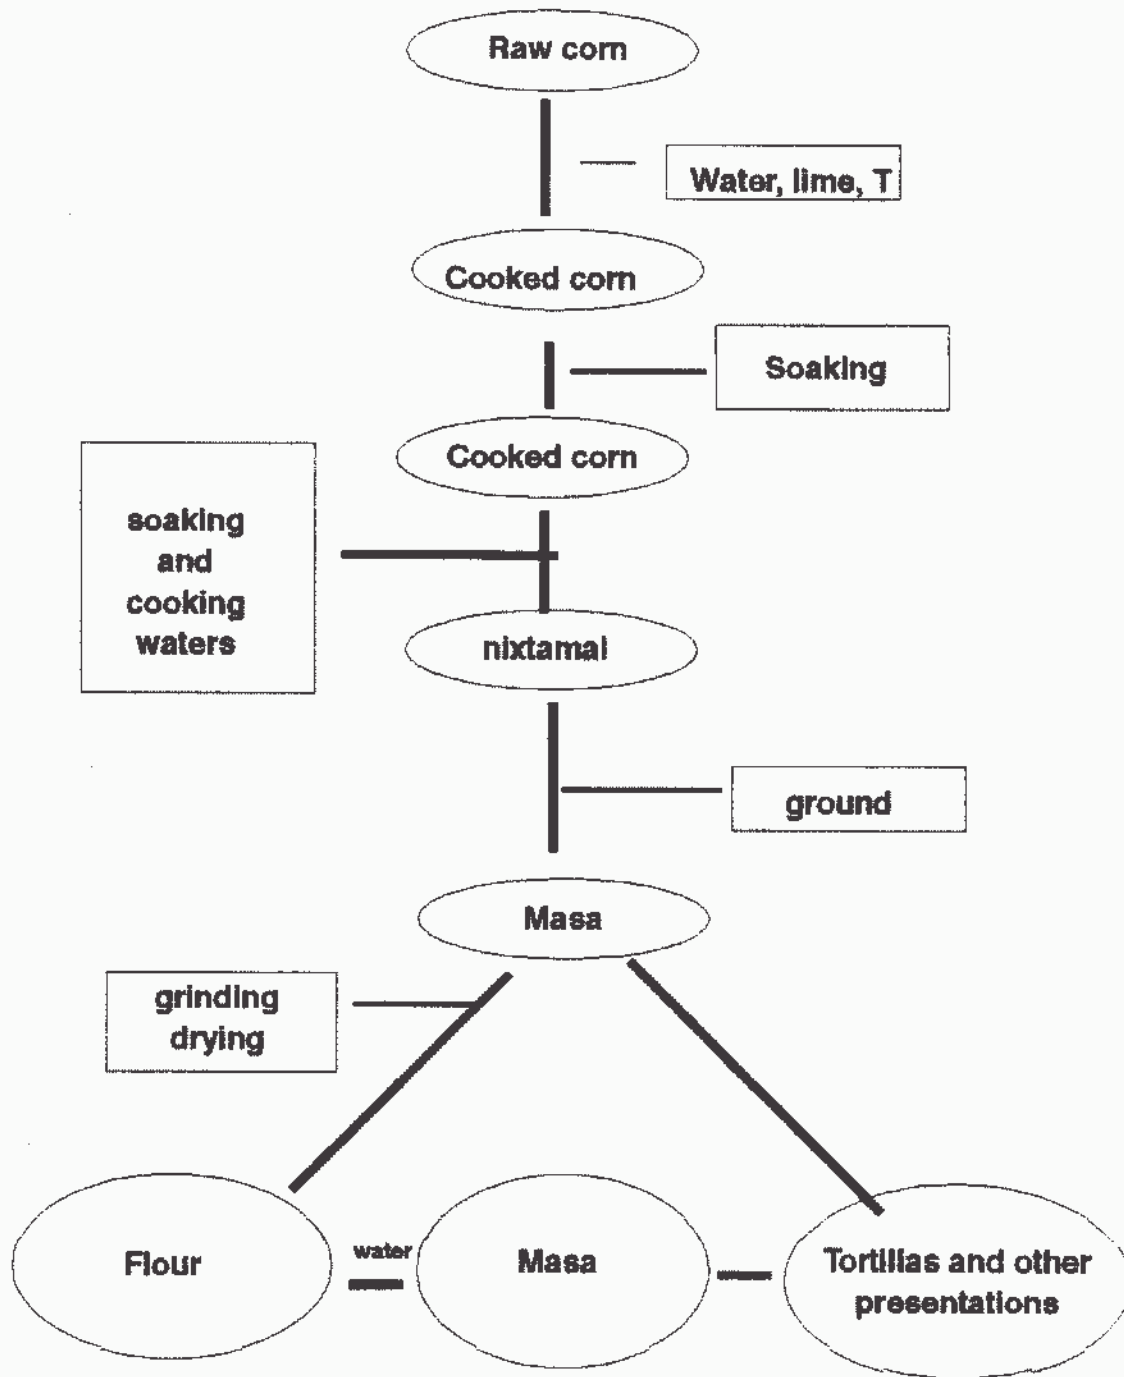 Raw corn
Water, lime, T
Cooked corn
Soaking
Cooked corn
soaking
and
cooking
waters
nixtamal
ground
Masa
grinding
drying
Flour
water
Masa
Tortillas and other
presentations